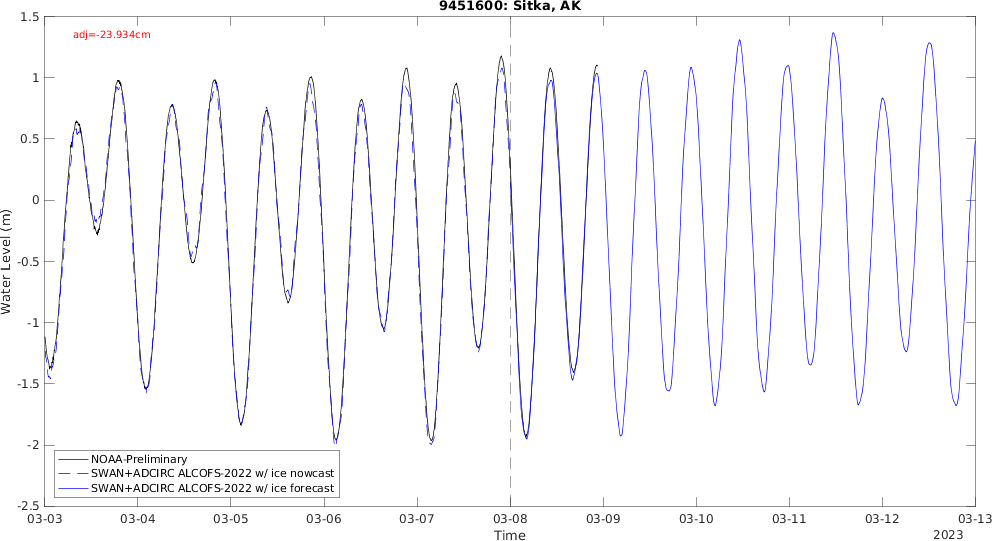 9451600: Sitka, AK
adj=-23.934cm
1.5
1
0.5
0
-0.5
-1
-1.5
-2
-2.5
Water Level (m)
NOAA-Preliminary
SWAN+ADCIRC ALCOFS-2022 w/ ice nowcast
SWAN+ADCIRC ALCOFS-2022 w/ ice forecast
03-03 03-04 03-05 03-06 03-07 03-08 03-09 03-10 03-11 03-12 03-13
Time
2023